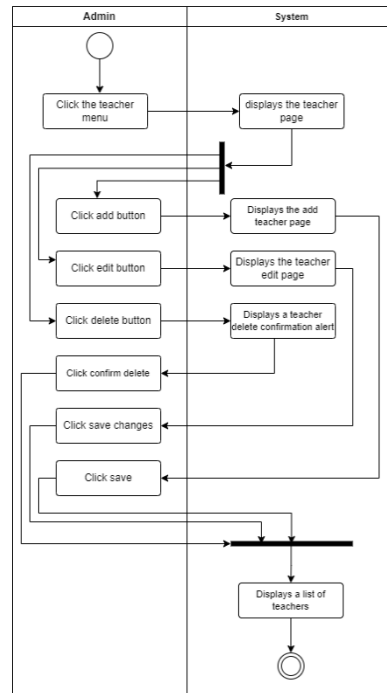 Admin
System
Click the teacher
menu
displays the teacher
page
Click add button
Displays the add
teacher page
Click edit button
Displays the teacher
edit page
Click delete button
Displays a teacher
delete confirmation alert
Click confirm delete
Click save changes
Click save
Displays a list of
teachers